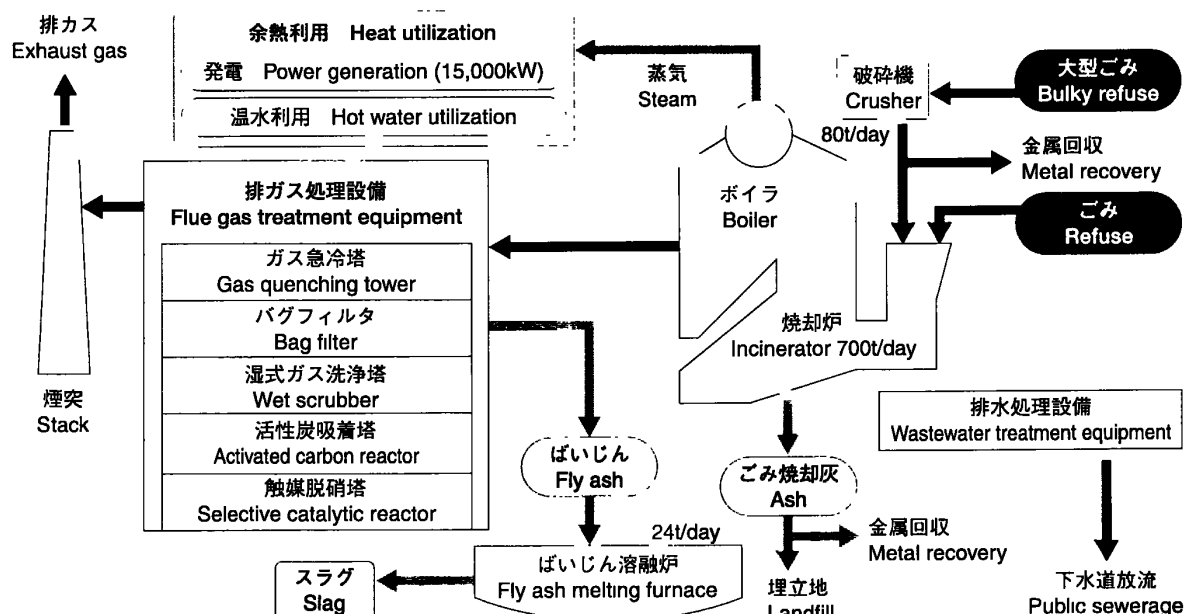 排カス
Exhaust gas
余熱利用 Heat utilization
発電 Power generation (15,000kW)
温水利用 Hot water utilization
蒸気
Steam
破砕機
Crusher
大型ごみ
Bulky refuse
80t/day
金属回収
Metal recovery
ごみ
Refuse
ボイラ
Boiler
排ガス処理設備
Flue gas treatment equipment
ガス急冷塔
Gas quenching tower
バグフィルタ
Bag filter
湿式ガス洗浄塔
Wet scrubber
活性炭吸着塔
Activated carbon reactor
触媒脱硝塔
Selective catalytic reactor
煙突
Stack
焼却炉
Incinerator 700t/day
排水処理設備
Wastewater treatment equipment
ばいじん
Fly ash
ごみ焼却灰
Ash
金属回収
Metal recovery
24t/day
ばいじん溶融炉
Fly ash melting furnace
スラグ
Slag
埋立地
Landfill
下水道放流
Public sewerage